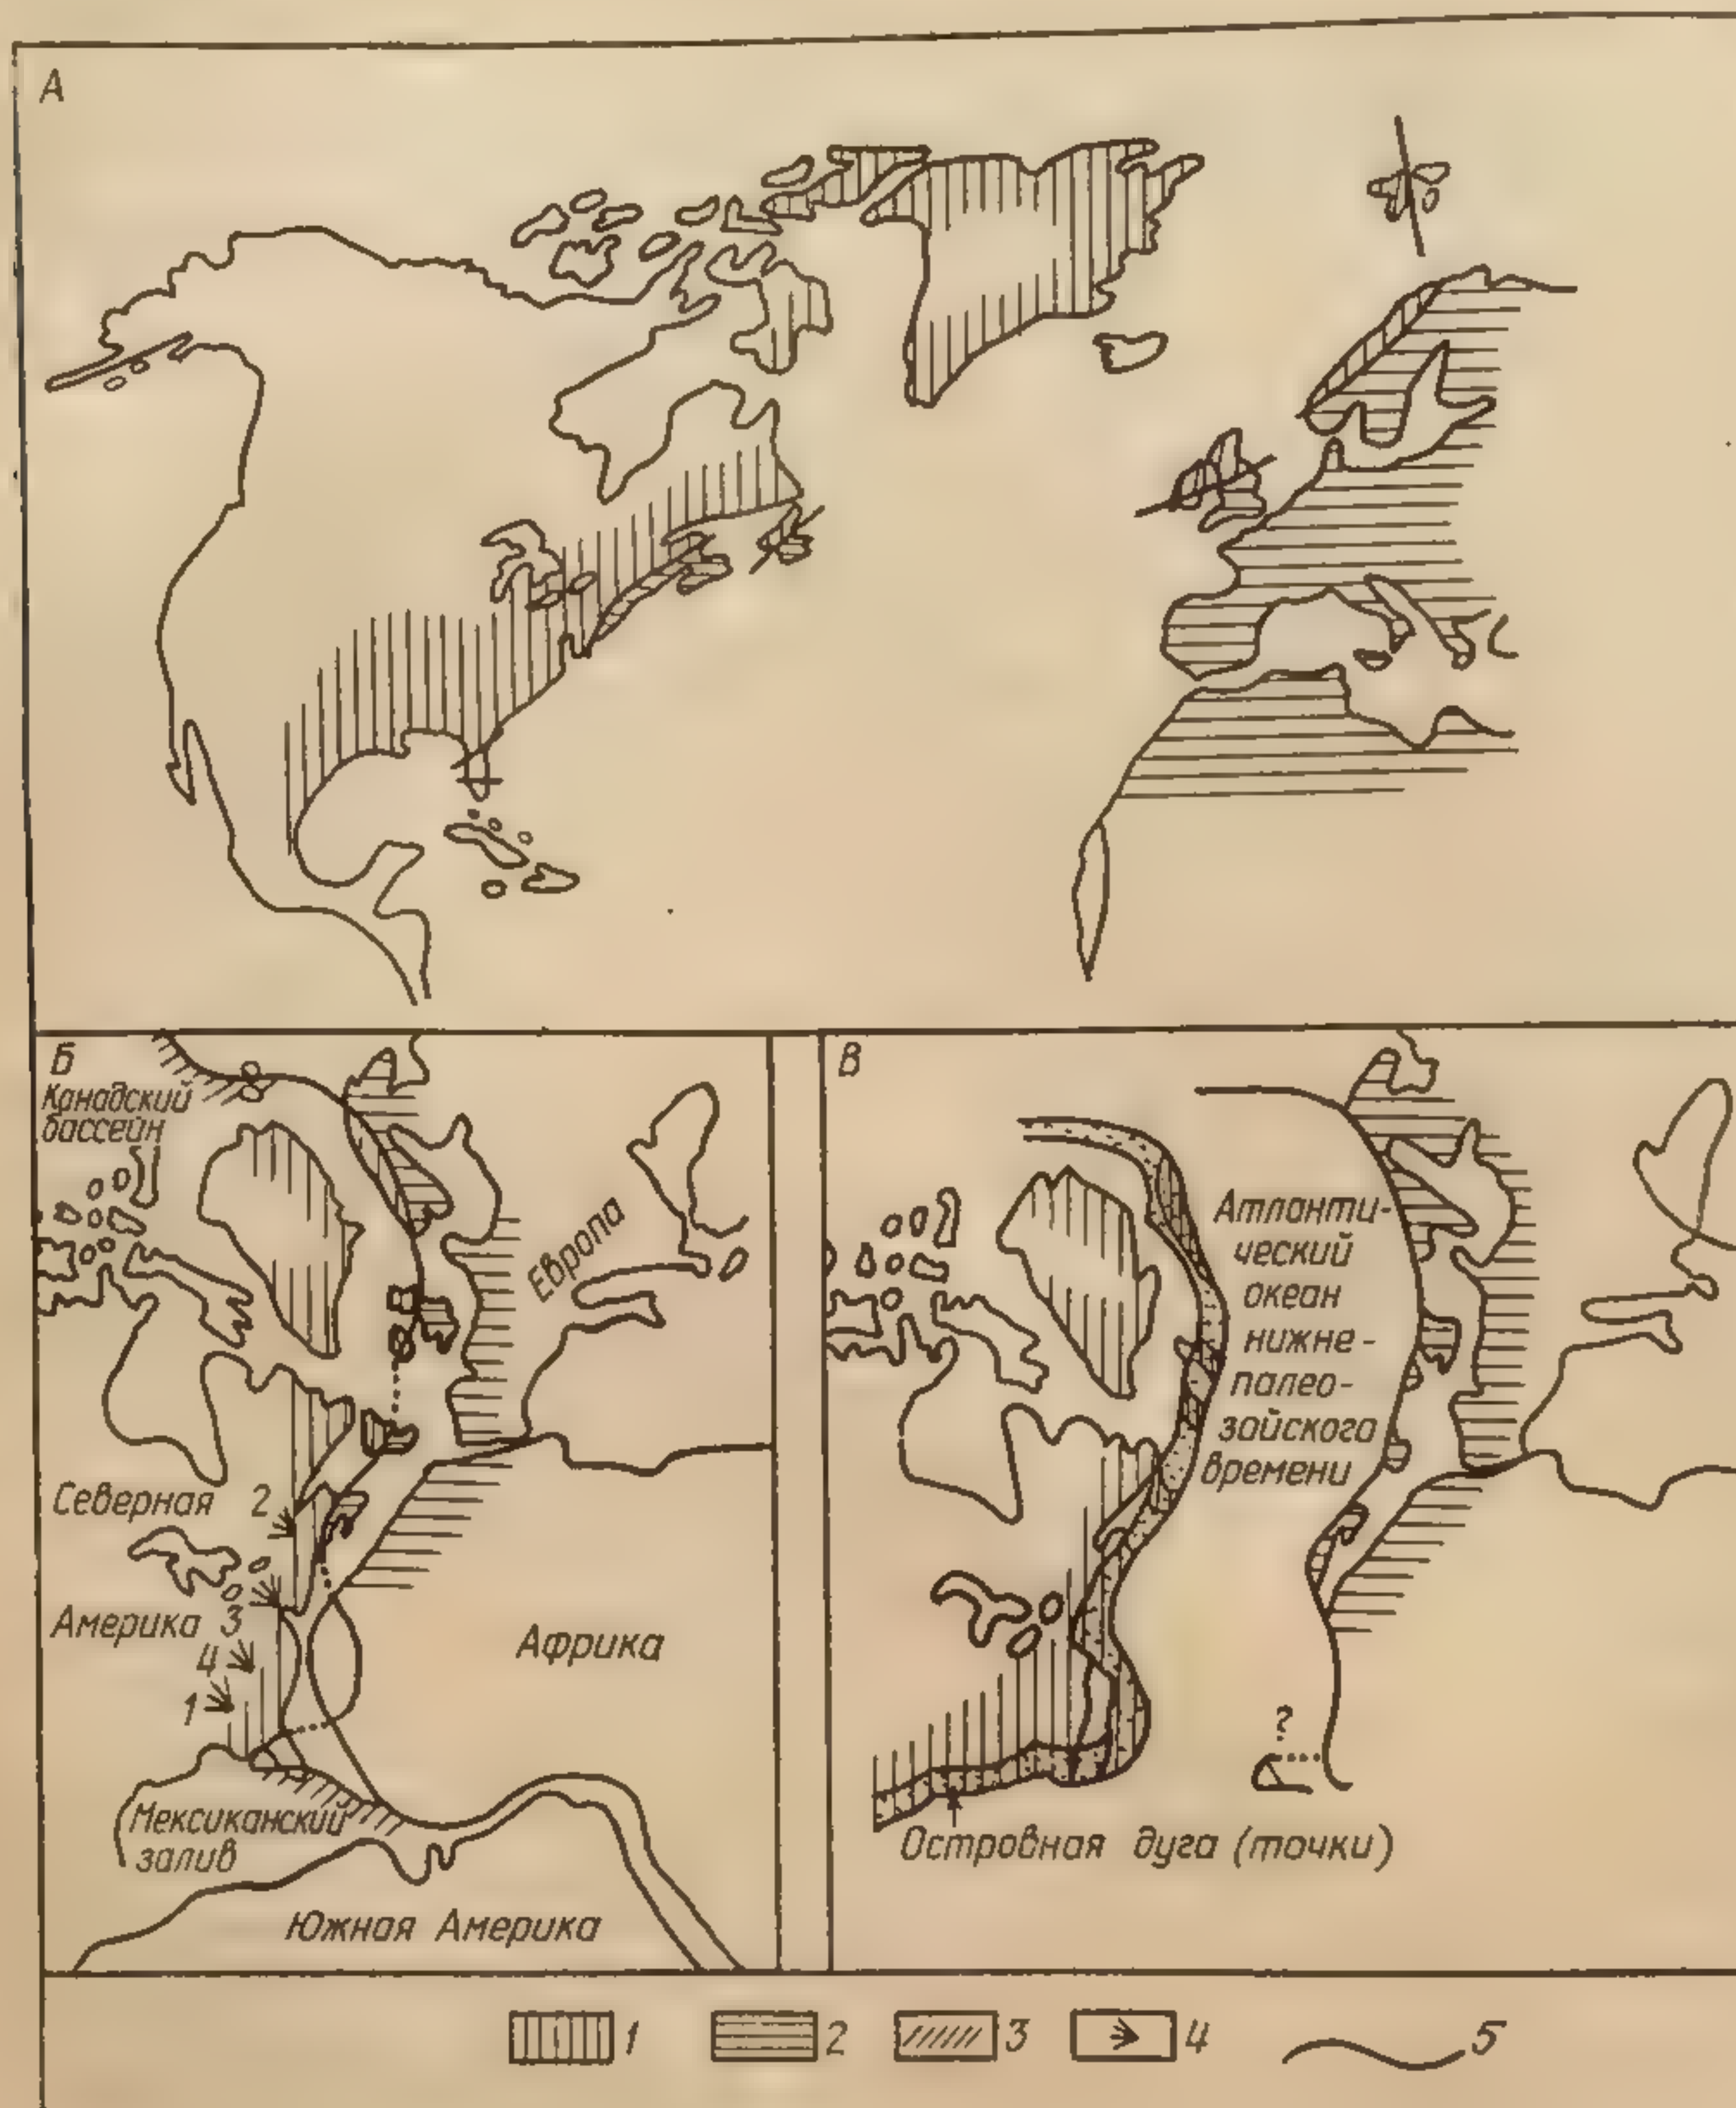 А
Б
Канадский
бассейн
Европа
Северная 2
Америка 3
4
1
Африка
Мексиканский
залив
Южная Америка
В
Атланти-
ческий
океан
нижне-
палео-
зойского
времени
?
Островная дуга (точки)
1 2 3 4 5